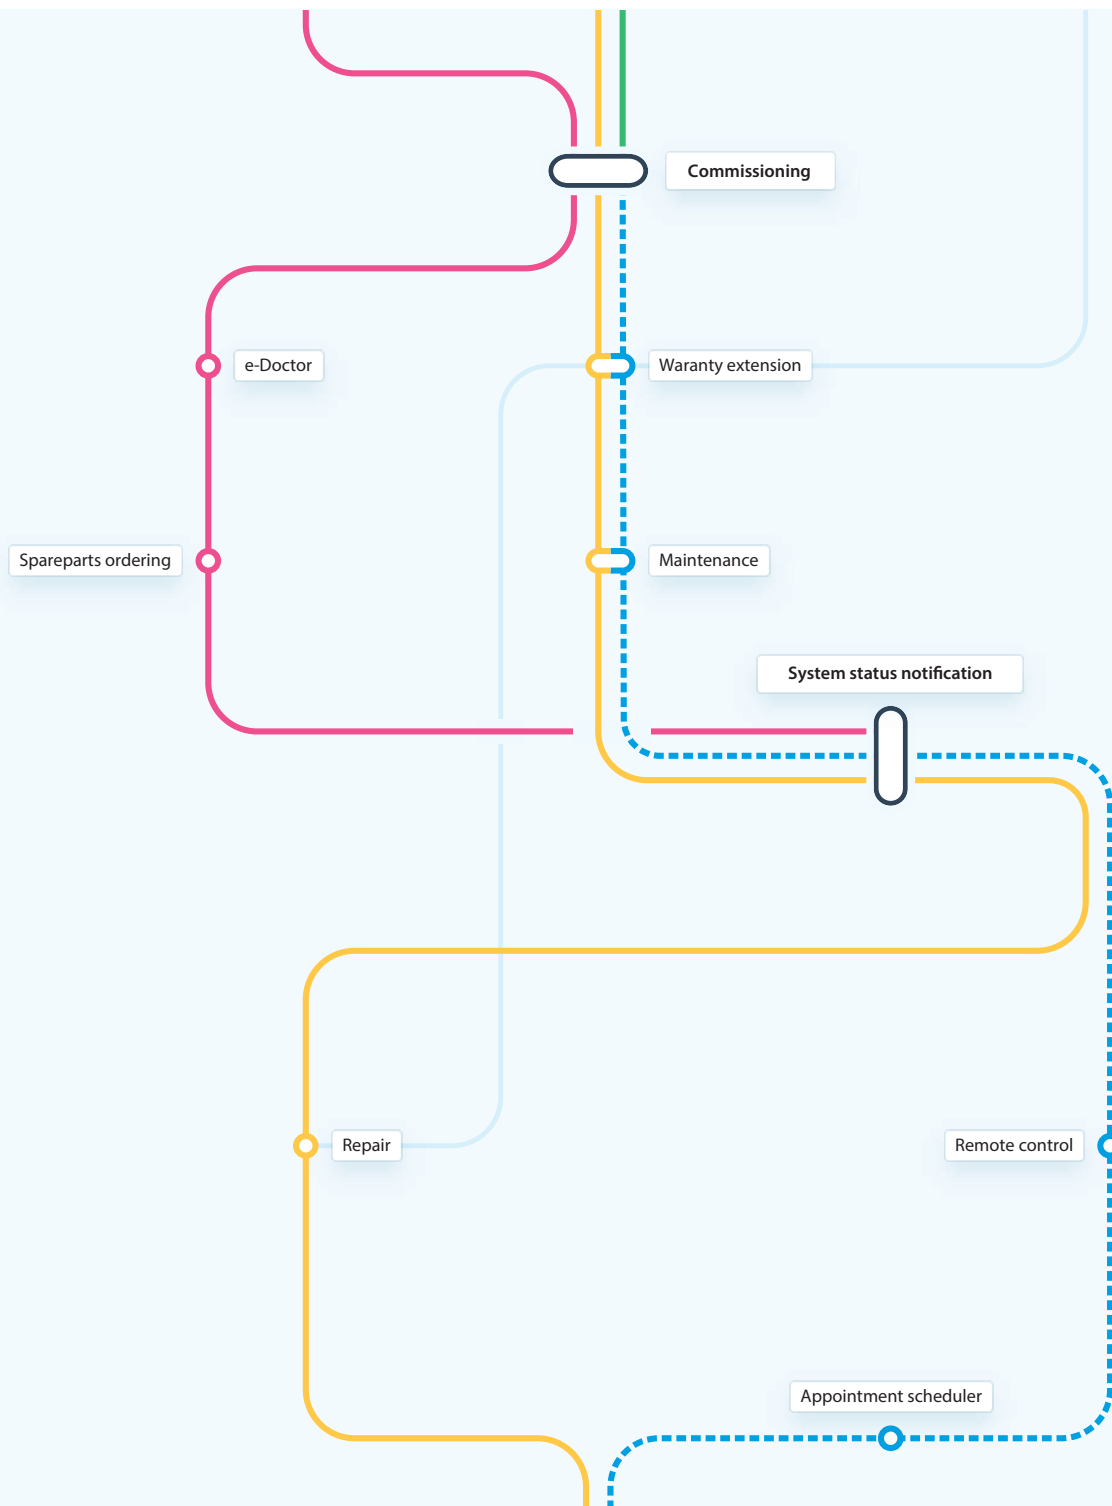 Commissioning
e-Doctor
Waranty extension
Spareparts ordering
Maintenance
System status notification
Repair
Remote control
Appointment scheduler